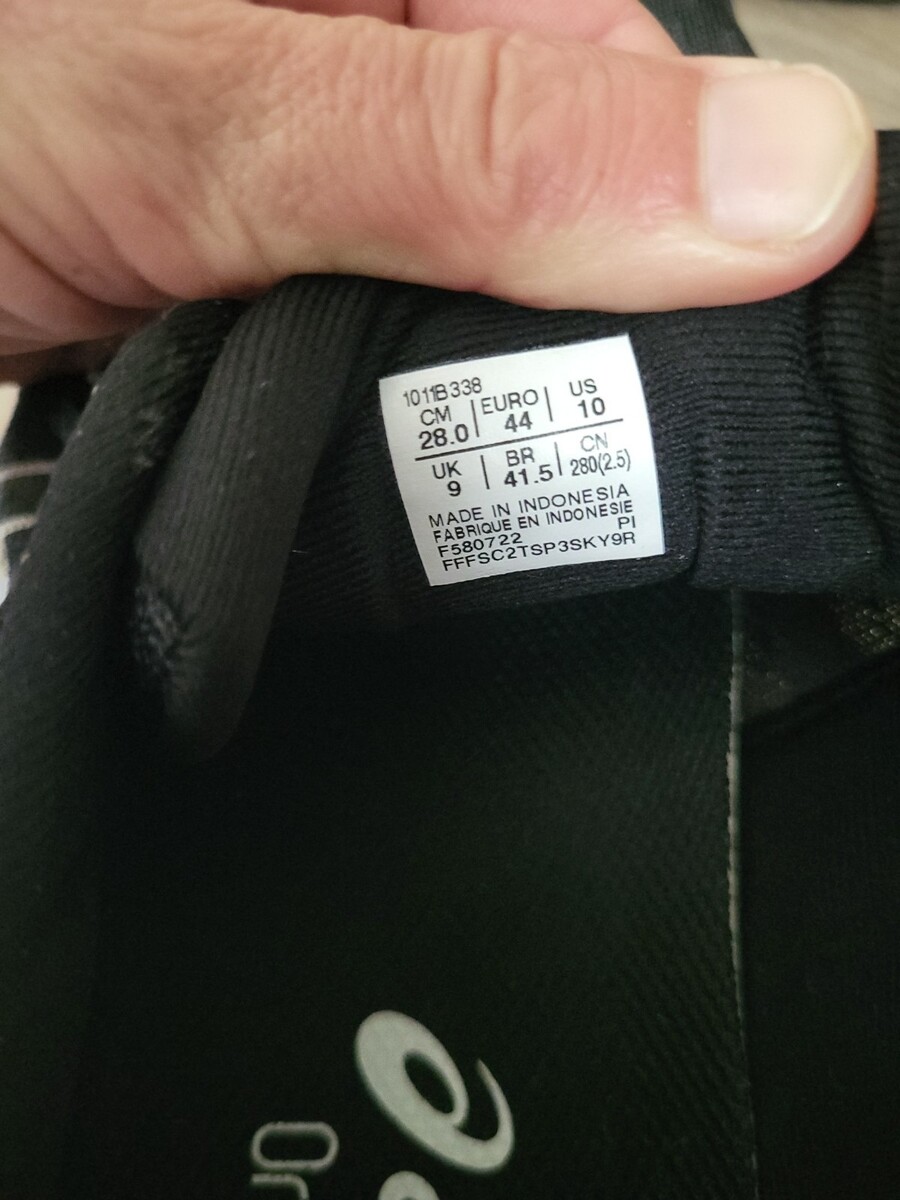 1011B338
CM | EURO | US
28.0 | 44 | 10
UK | BR | CN
9 | 41.5 | 280(2.5)
MADE IN INDONESIA
FABRIQUE EN INDONESIE
F580722 PI
FFFSC2TSP3SKY9R
Or